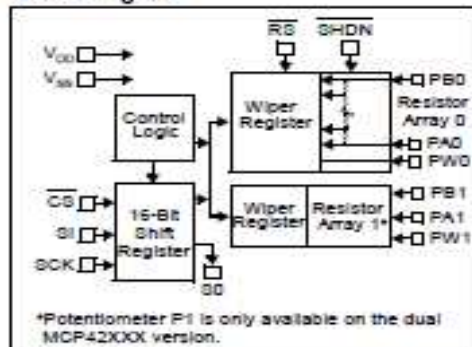 RS SHDN
VDD
VSS
Control
Logic
Wiper
Register
PB0
Resistor
Array 0
PA0
PW0
CS
SI
SCK
16-Bit
Shift
Register
SO
Wiper
Register
Resistor
Array 1*
PB1
PA1
PW1
*Potentiometer P1 is only available on the dual
MCP42XXX version.